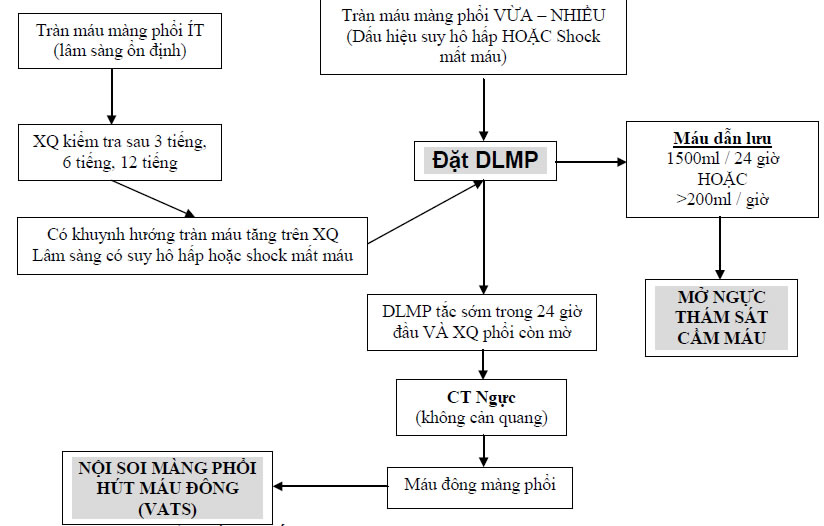 Tràn máu màng phổi ÍT
(lâm sàng ổn định)
Tràn máu màng phổi VỪA – NHIỀU
(Dấu hiệu suy hô hấp HOẶC Shock
mất máu)
XQ kiểm tra sau 3 tiếng,
6 tiếng, 12 tiếng
Đặt DLMP
Máu dẫn lưu
1500ml / 24 giờ
HOẶC
>200ml / giờ
Có khuynh hướng tràn máu tăng trên XQ
Lâm sàng có suy hô hấp hoặc shock mất máu
MỞ NGỰC
THÁM SÁT
CẦM MÁU
DLMP tắc sớm trong 24 giờ
đầu VÀ XQ phổi còn mờ
CT Ngực
(không cản quang)
Máu đông màng phổi
NỘI SOI MÀNG PHỔI
HÚT MÁU ĐÔNG
(VATS)